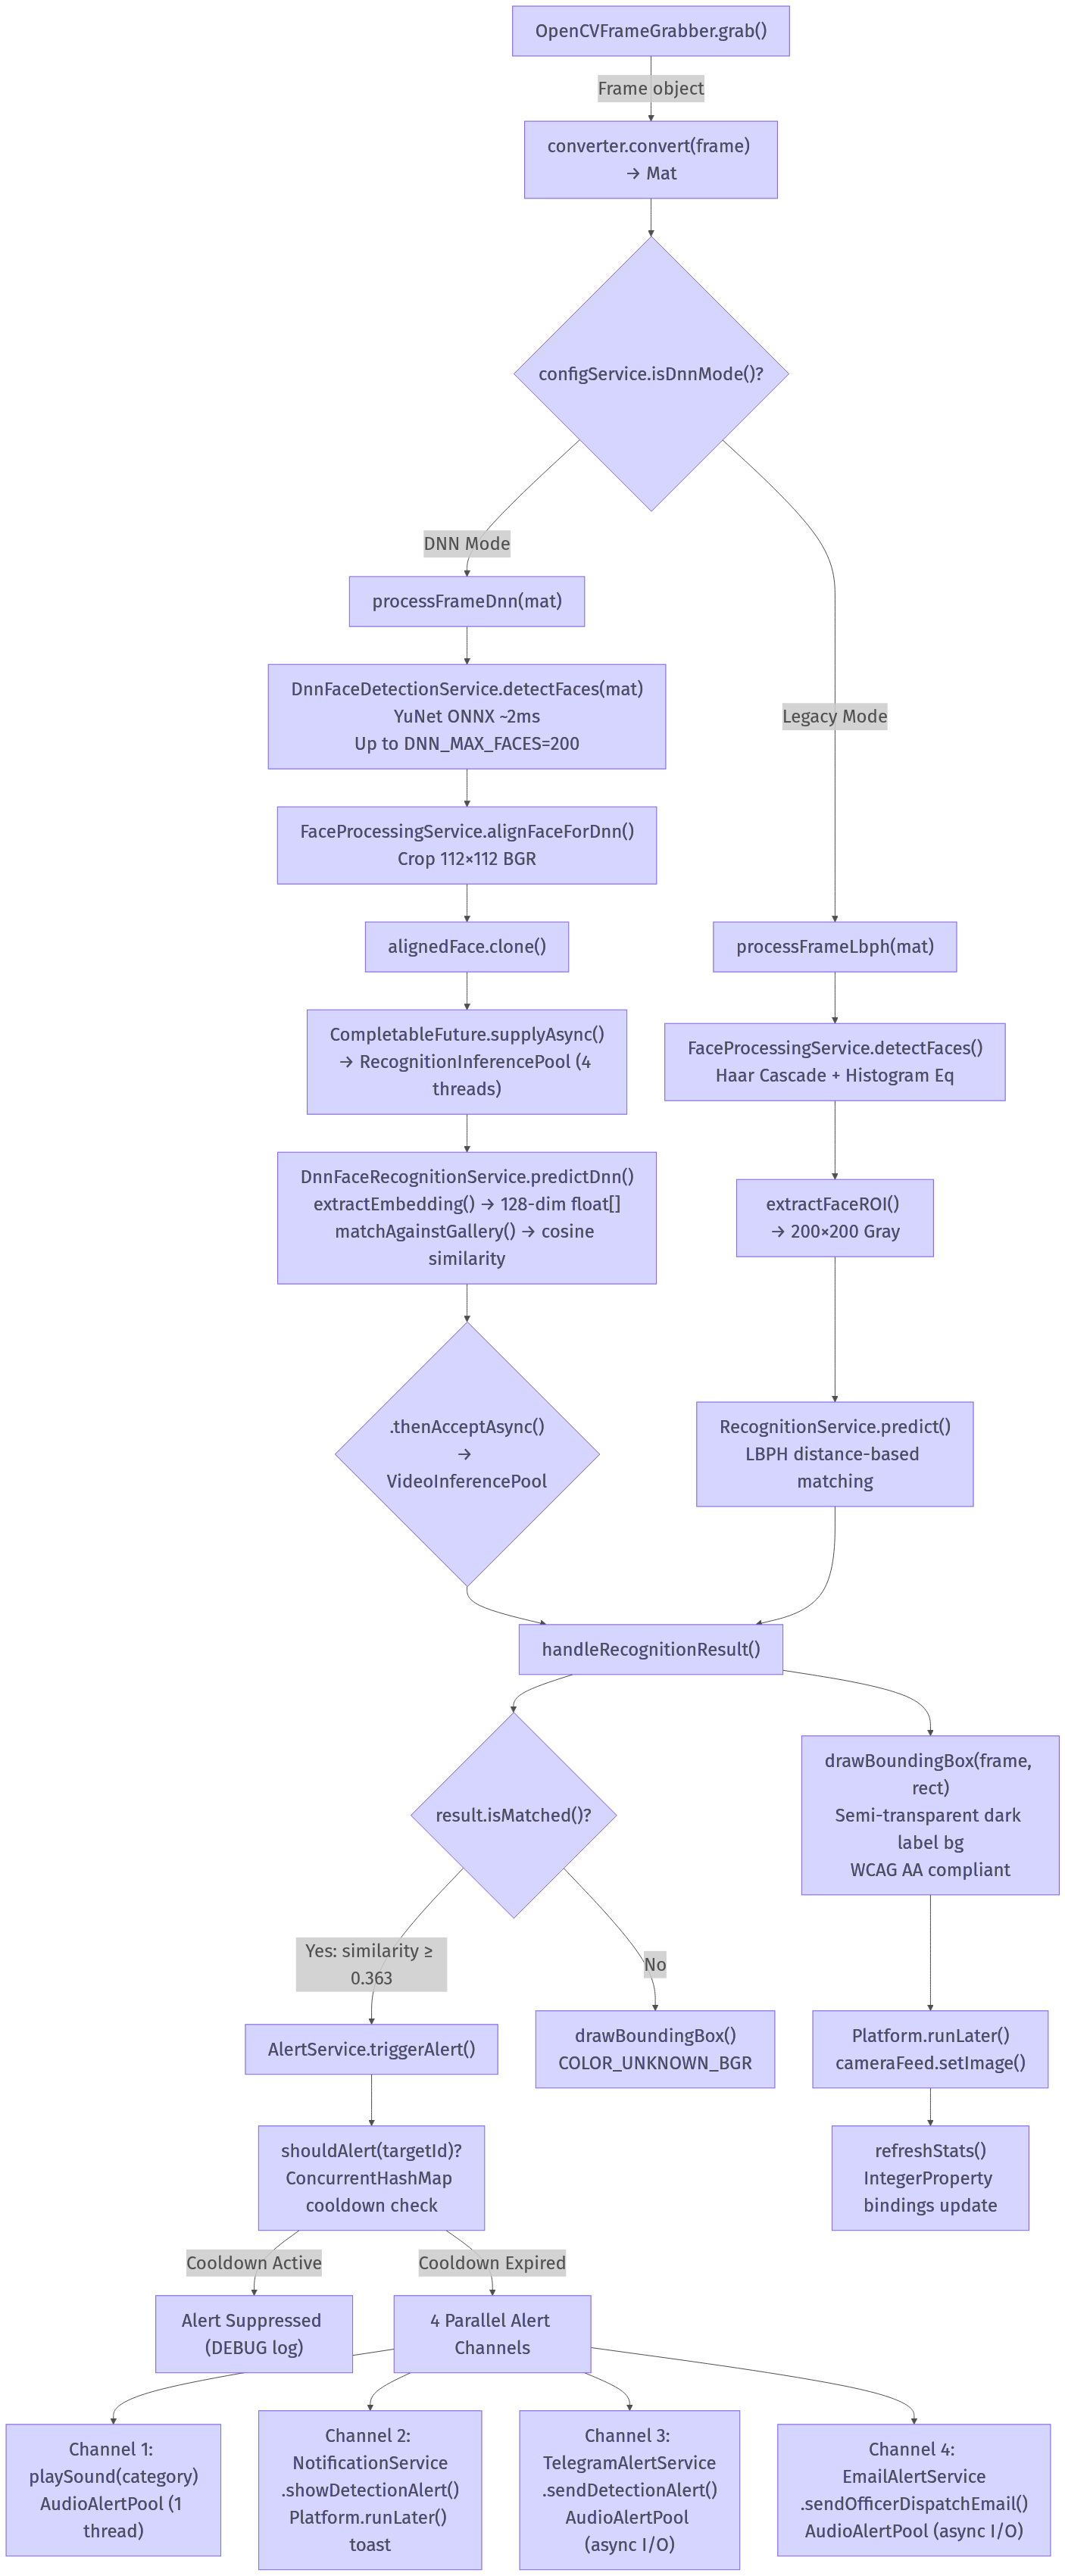 OpenCVFrameGrabber.grab()
Frame object
converter.convert(frame)
→ Mat
configService.isDnnMode()?
DNN Mode
processFrameDnn(mat)
DnnFaceDetectionService.detectFaces(mat)
YuNet ONNX ~2ms
Up to DNN_MAX_FACES=200
Legacy Mode
FaceProcessingService.alignFaceForDnn()
Crop 112×112 BGR
alignedFace.clone()
processFrameLbph(mat)
CompletableFuture.supplyAsync()
→ RecognitionInferencePool (4
threads)
FaceProcessingService.detectFaces()
Haar Cascade + Histogram Eq
DnnFaceRecognitionService.predictDnn()
extractEmbedding() → 128-dim float[]
matchAgainstGallery() → cosine
similarity
extractFaceROI()
→ 200×200 Gray
.thenAcceptAsync()
→
VideoInferencePool
RecognitionService.predict()
LBPH distance-based
matching
handleRecognitionResult()
result.isMatched()?
drawBoundingBox(frame,
rect)
Semi-transparent dark
label bg
WCAG AA compliant
Yes: similarity ≥
0.363
No
AlertService.triggerAlert()
drawBoundingBox()
COLOR_UNKNOWN_BGR
Platform.runLater()
cameraFeed.setImage()
shouldAlert(targetId)?
ConcurrentHashMap
cooldown check
refreshStats()
IntegerProperty
bindings update
Cooldown Active
Cooldown Expired
Alert Suppressed
(DEBUG log)
4 Parallel Alert
Channels
Channel 1:
playSound(category)
AudioAlertPool (1
thread)
Channel 2:
NotificationService
.showDetectionAlert()
Platform.runLater()
toast
Channel 3:
TelegramAlertService
.sendDetectionAlert()
AudioAlertPool
(async I/O)
Channel 4:
EmailAlertService
.sendOfficerDispatchEmail()
AudioAlertPool (async I/O)